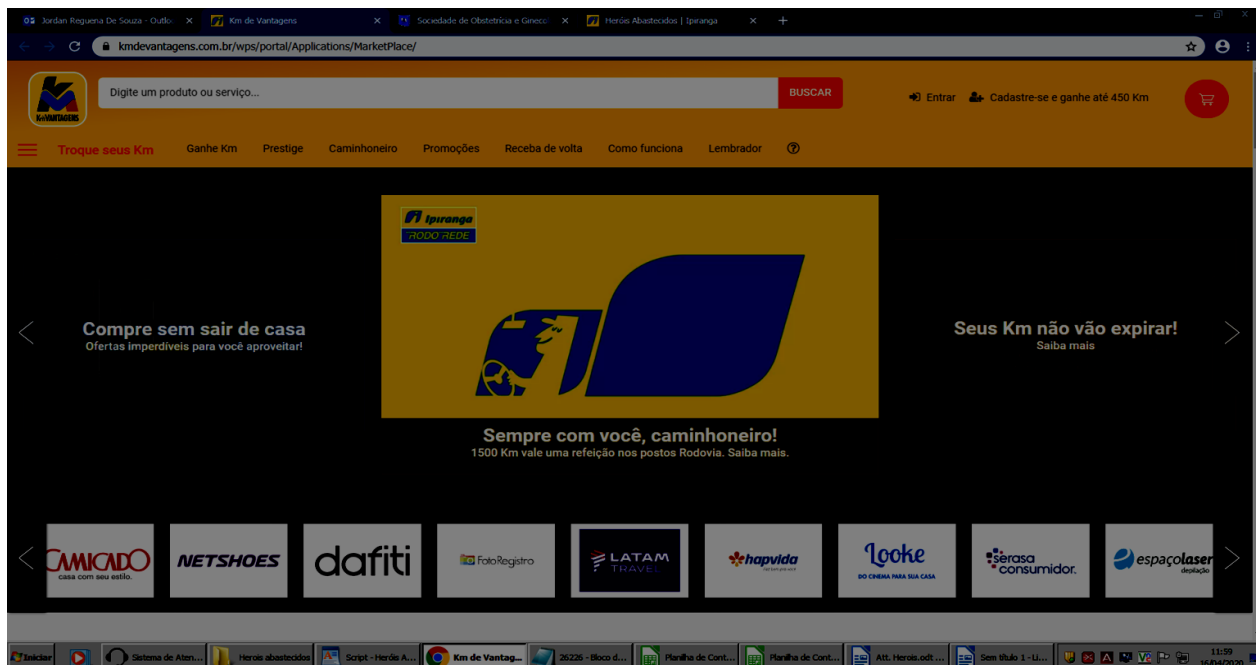 Jordan Reguena De Souza - Outlo
Km de Vantagens
Sociedade de Obstetrícia e Ginecol
Heróis Abastecidos | Ipiranga
kmdevantagens.com.br/wps/portal/Applications/MarketPlace/
KmVANTAGENS
Digite um produto ou serviço...
BUSCAR
Entrar
Cadastre-se e ganhe até 450 Km
Troque seus Km
Ganhe Km
Prestige
Caminhoneiro
Promoções
Receba de volta
Como funciona
Lembrador
Ipiranga
RODO REDE
Compre sem sair de casa
Ofertas imperdíveis para você aproveitar!
Seus Km não vão expirar!
Saiba mais
Sempre com você, caminhoneiro!
1500 Km vale uma refeição nos postos Rodovia. Saiba mais.
CAMICADO
casa com seu estilo.
NETSHOES
dafiti
FotoRegistro
LATAM
TRAVEL
hapvida
Looke
DO CINEMA PARA SUA CASA
serasa
consumidor.
espaçolaser
depilação
Iniciar
Sistema de Aten...
Herois abastecidos
Script - Heróis A...
Km de Vantag...
26226 - Bloco d...
Planilha de Cont...
Planilha de Cont...
Att. Herois.odt ...
Sem título 1 - Li...
11:59